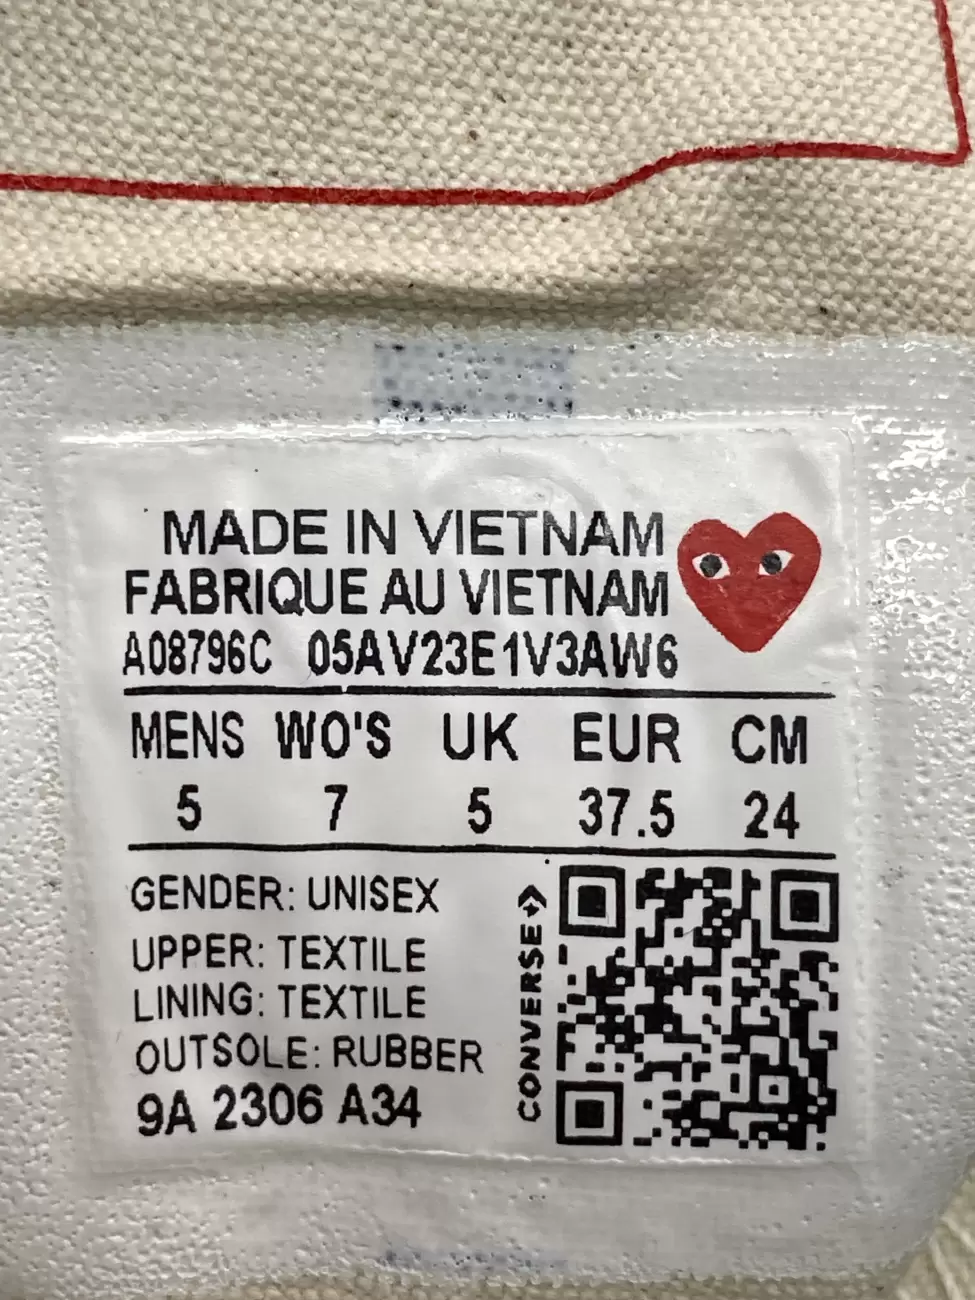 MADE IN VIETNAM
FABRIQUE AU VIETNAM
A08796C 05AV23E1V3AW6
MENS WO'S UK EUR CM
5 7 5 37.5 24
GENDER: UNISEX
UPPER: TEXTILE
LINING: TEXTILE
OUTSOLE: RUBBER
9A 2306 A34
CONVERSE